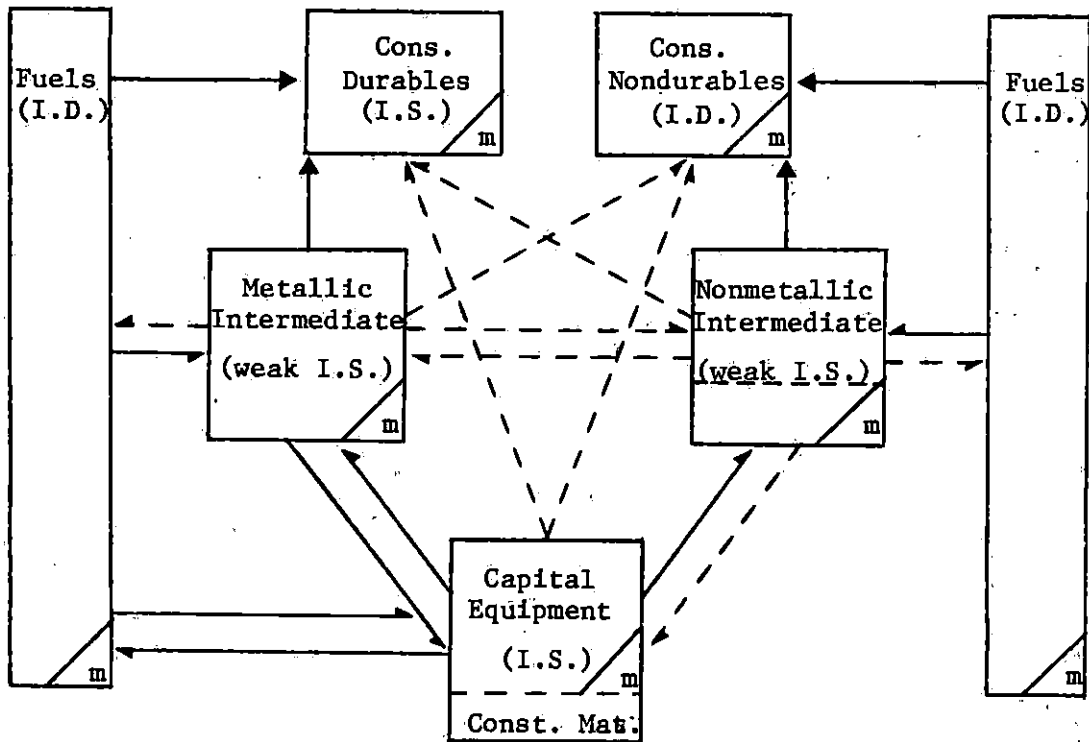 Fuels
(I.D.)
Cons.
Durables
(I.S.)
m
Cons.
Nondurables
(I.D.)
m
Fuels
(I.D.)
Metallic
Intermediate
(weak I.S.)
m
Nonmetallic
Intermediate
(weak I.S.)
m
Capital
Equipment
(I.S.)
m
Const. Mat.
m
m